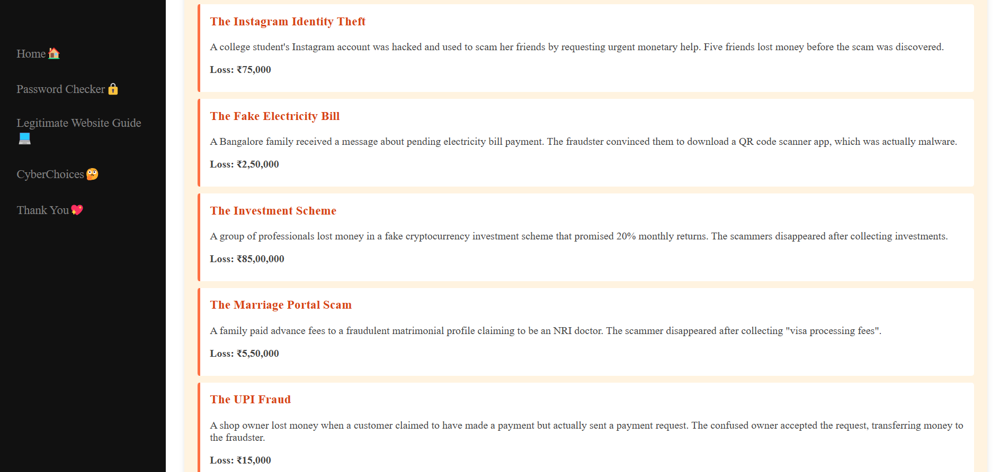 Home🏠
Password Checker🔒
Legitimate Website Guide
💻
CyberChoices🤔
Thank You💖
The Instagram Identity Theft
A college student's Instagram account was hacked and used to scam her friends by requesting urgent monetary help. Five friends lost money before the scam was discovered.
Loss: ₹75,000
The Fake Electricity Bill
A Bangalore family received a message about pending electricity bill payment. The fraudster convinced them to download a QR code scanner app, which was actually malware.
Loss: ₹2,50,000
The Investment Scheme
A group of professionals lost money in a fake cryptocurrency investment scheme that promised 20% monthly returns. The scammers disappeared after collecting investments.
Loss: ₹85,00,000
The Marriage Portal Scam
A family paid advance fees to a fraudulent matrimonial profile claiming to be an NRI doctor. The scammer disappeared after collecting "visa processing fees".
Loss: ₹5,50,000
The UPI Fraud
A shop owner lost money when a customer claimed to have made a payment but actually sent a payment request. The confused owner accepted the request, transferring money to
the fraudster.
Loss: ₹15,000